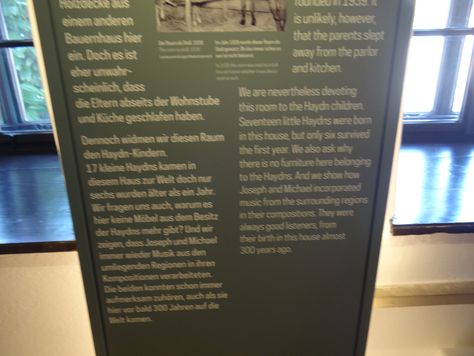 Holzdecke aus
einem anderen
Bauernhaus hier
ein. Doch es ist
eher unwahr-
scheinlich, dass
die Eltern abseits der Wohnstube
und Küche geschlafen haben.
Dennoch widmen wir diesen Raum
den Haydn-Kindern.
17 kleine Haydns kamen in
diesem Haus zur Welt doch nur
sechs wurden älter als ein Jahr.
Wir fragen uns auch, warum es
hier keine Möbel aus dem Besitz
der Haydns mehr gibt? Und wir
zeigen, dass Joseph und Michael
immer wieder Musik aus den
umliegenden Regionen in ihren
Kompositionen verarbeiteten.
Die beiden konnten schon immer
aufmerksam zuhören, auch als sie
hier vor bald 300 Jahren auf die
Welt kamen.
founded in 1959. It
is unlikely, however,
that the parents slept
away from the parlor
and kitchen.
We are nevertheless devoting
this room to the Haydn children.
Seventeen little Haydns were born
in this house, but only six survived
the first year. We also ask why
there is no furniture here belonging
to the Haydns. And we show how
Joseph and Michael incorporated
music from the surrounding regions
in their compositions. They were
always good listeners, from
their birth in this house almost
300 years ago.